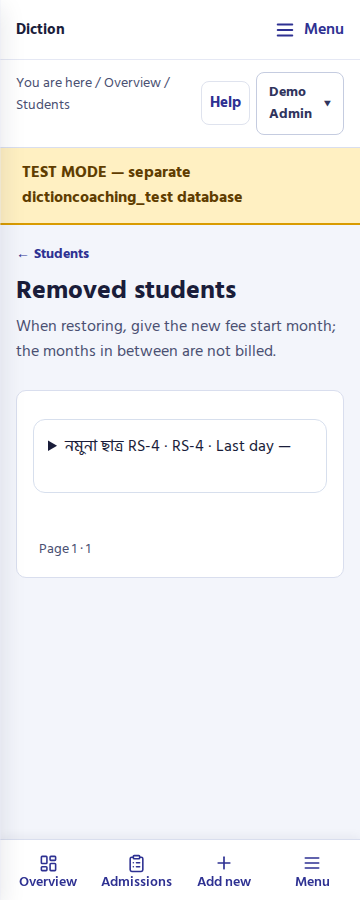 Diction
Menu
You are here / Overview /
Students
Help
Demo
Admin
TEST MODE — separate
dictioncoaching_test database
← Students
Removed students
When restoring, give the new fee start month;
the months in between are not billed.
নমুনা ছাত্র RS-4 · RS-4 · Last day —
Page 1 · 1
Overview
Admissions
Add new
Menu